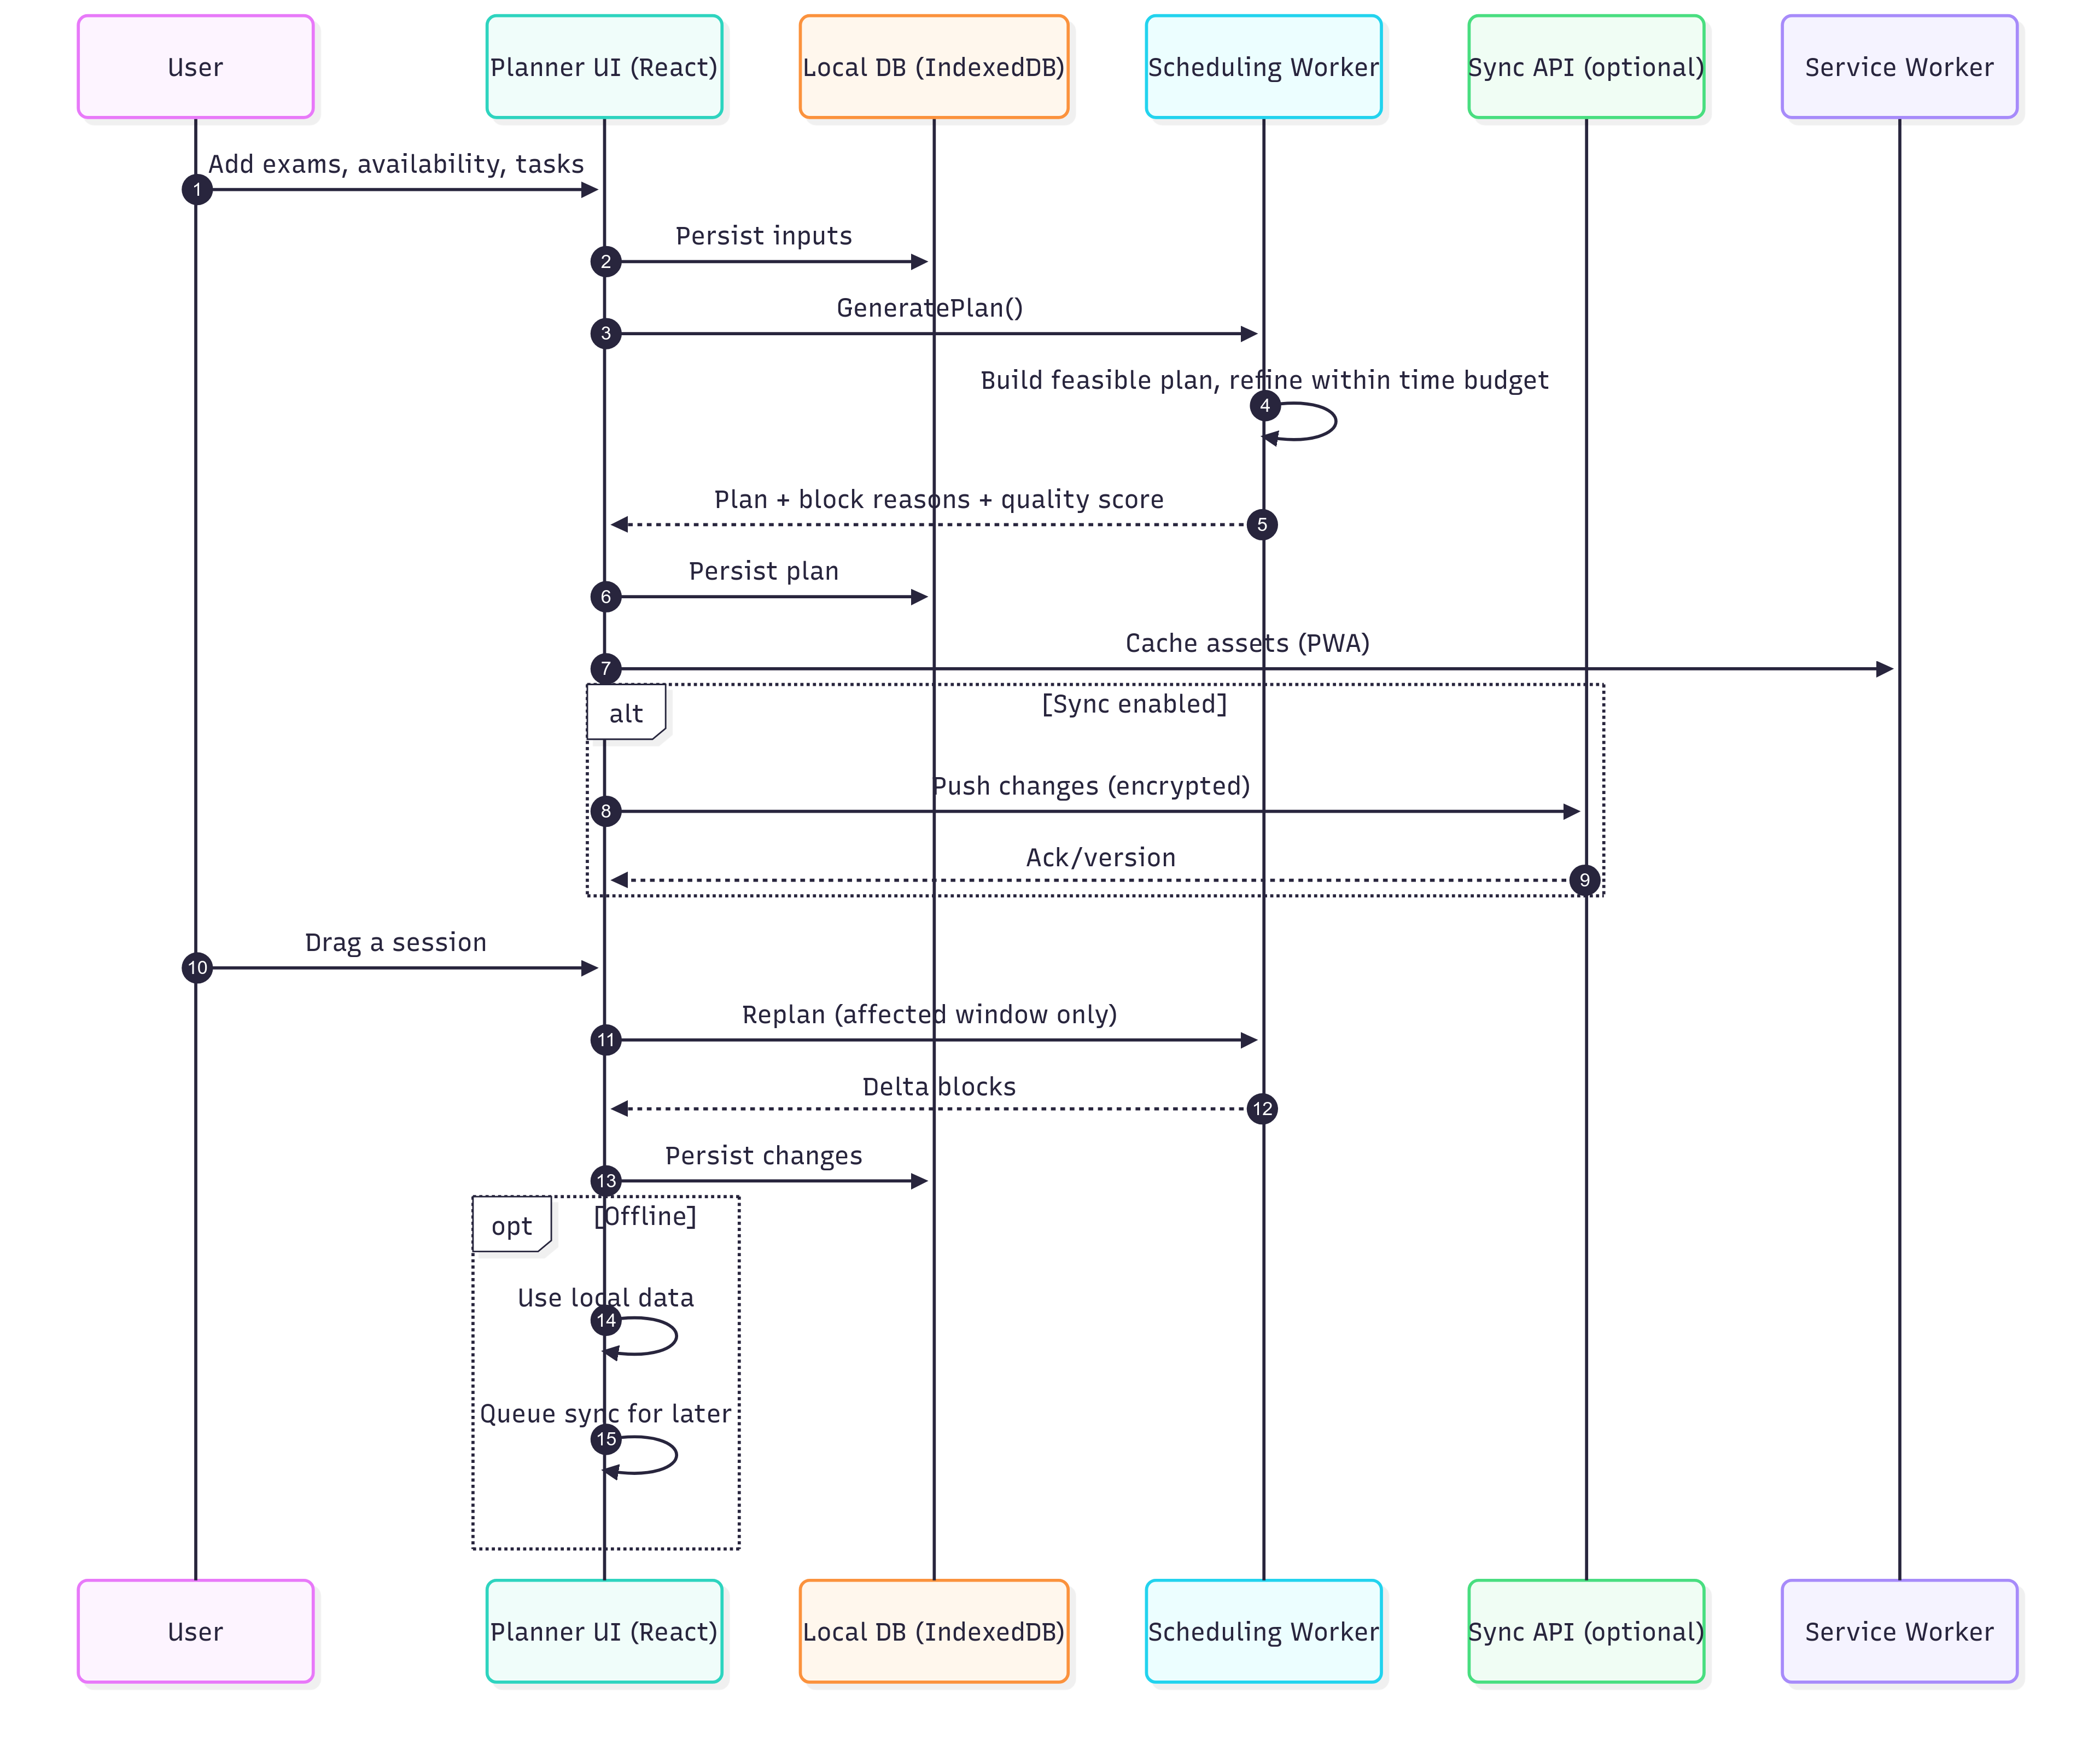 User
Planner UI (React)
Local DB (IndexedDB)
Scheduling Worker
Sync API (optional)
Service Worker
Add exams, availability, tasks
1
Persist inputs
2
GeneratePlan()
3
Build feasible plan, refine within time budget
4
Plan + block reasons + quality score
5
Persist plan
6
Cache assets (PWA)
7
alt
[Sync enabled]
Push changes (encrypted)
8
Ack/version
9
Drag a session
10
Replan (affected window only)
11
Delta blocks
12
Persist changes
13
opt
[Offline]
Use local data
14
Queue sync for later
15
User
Planner UI (React)
Local DB (IndexedDB)
Scheduling Worker
Sync API (optional)
Service Worker